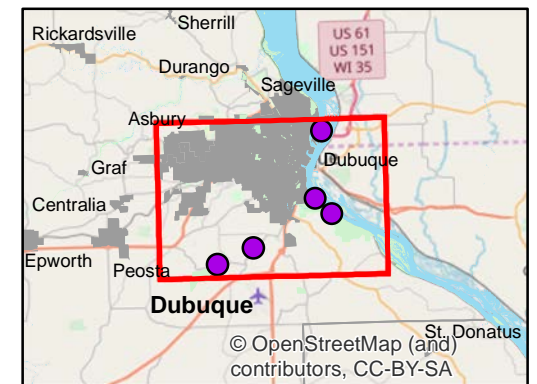 Sherrill
Rickardsville
US 61
US 151
WI 35
Durango
Sageville
Asbury
Dubuque
Graf
Centralia
Epworth
Peosta
Dubuque
St. Donatus
© OpenStreetMap (and)
contributors, CC-BY-SA